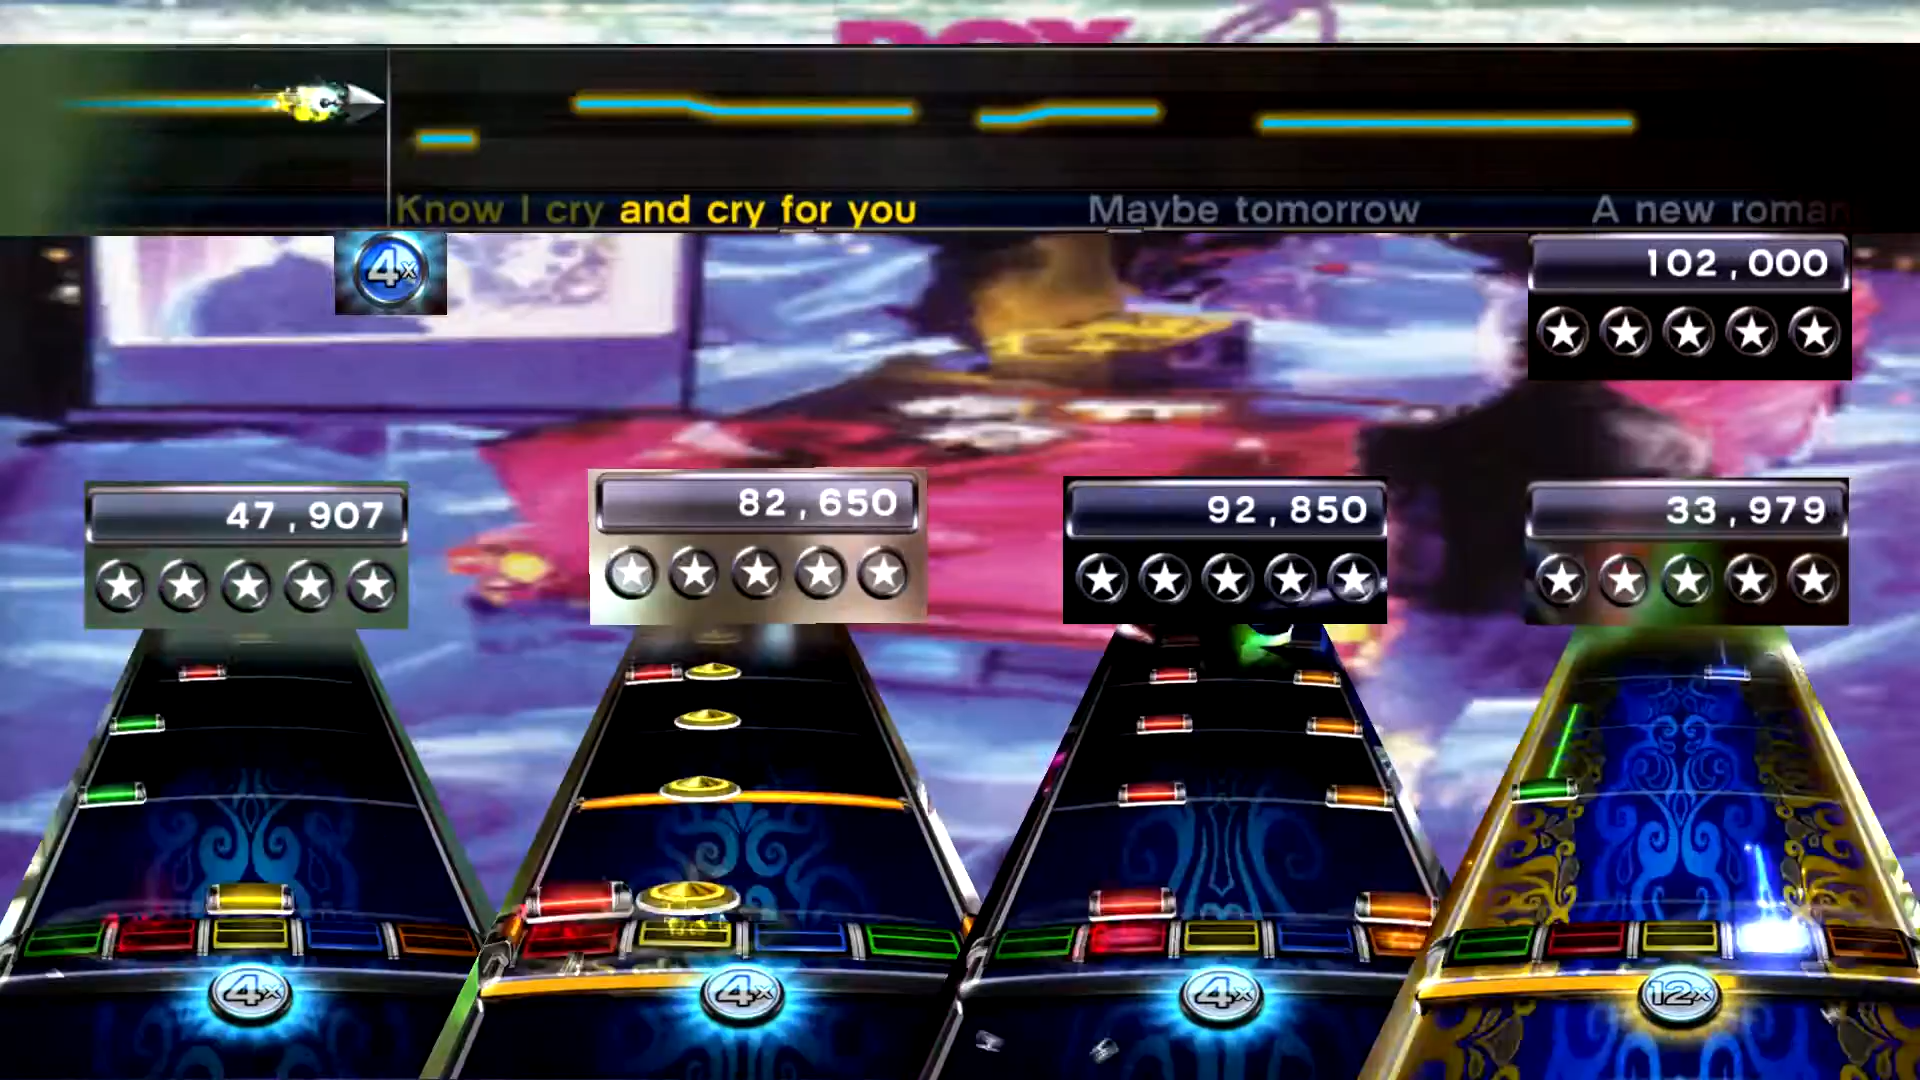 Know I cry and cry for you Maybe tomorrow
4x
102,000
47,907
82,650
92,850
33,979
4x
4x
4x
12x